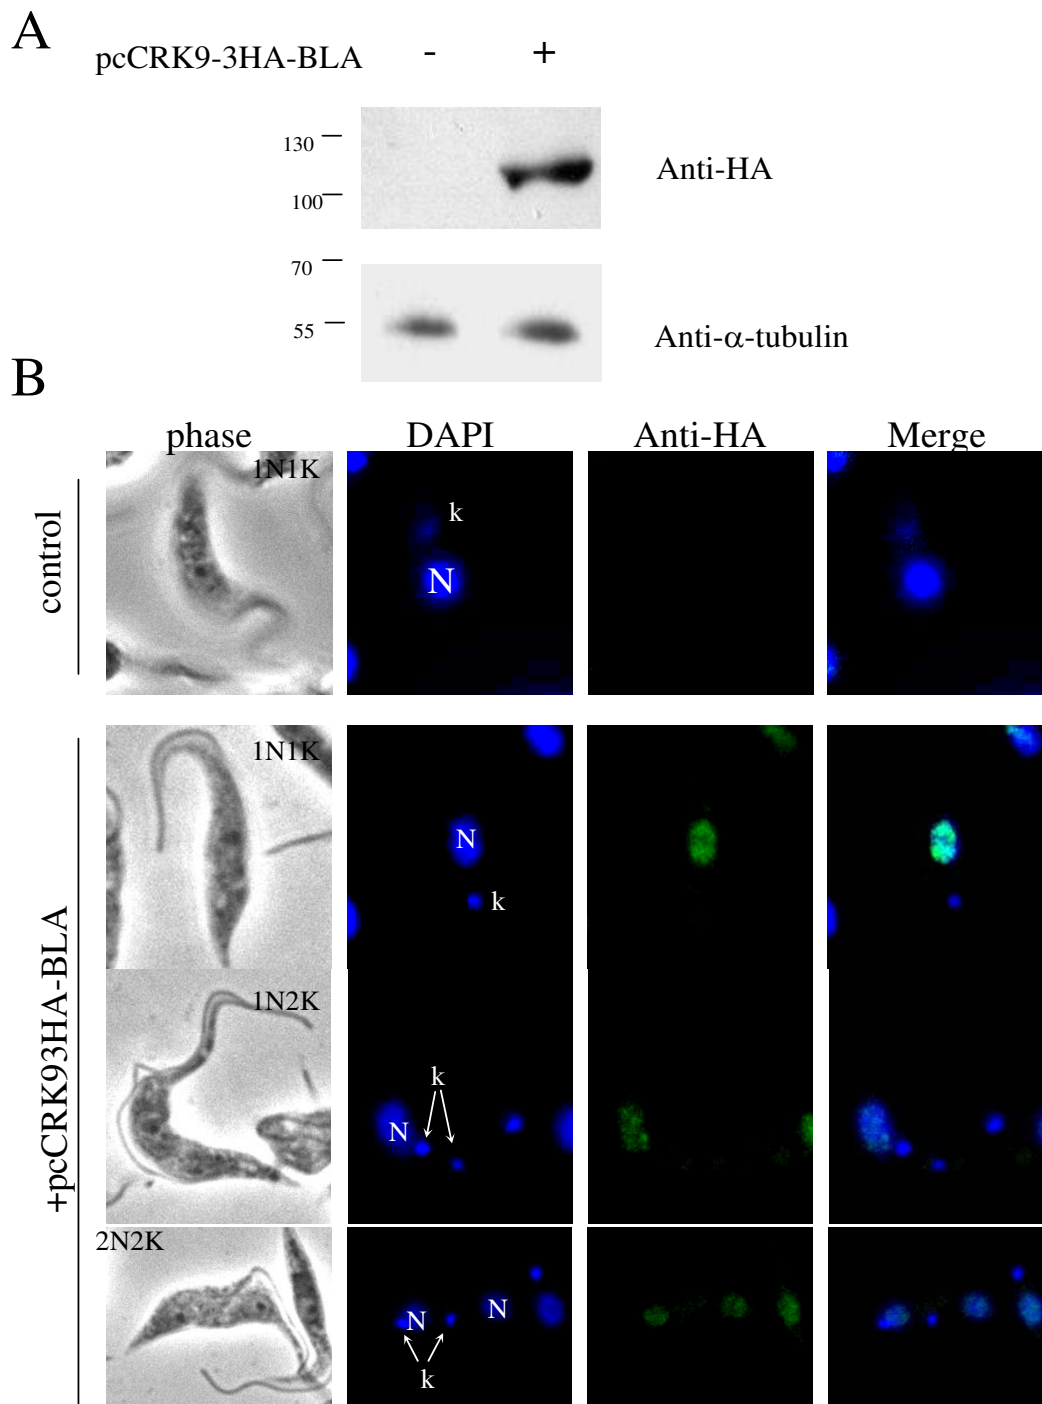 A
pcCRK9-3HA-BLA - +
130
100
Anti-HA
70
55
Anti-α-tubulin
B
phase DAPI Anti-HA Merge
control
1N1K
k
N
+pcCRK93HA-BLA
1N1K
N
k
1N2K
k
N
2N2K
N N
k